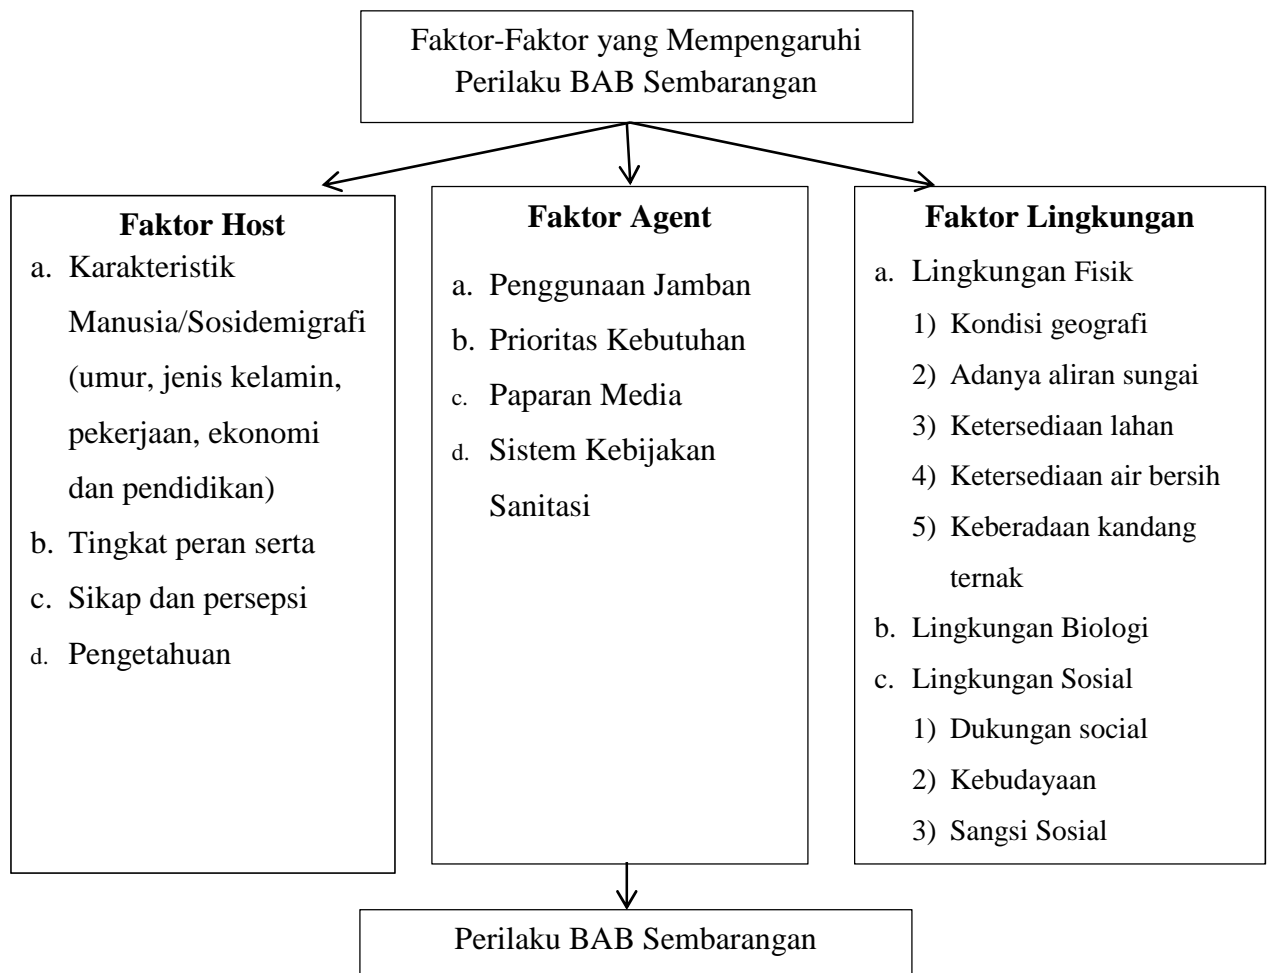 Faktor-Faktor yang Mempengaruhi
Perilaku BAB Sembarangan
Faktor Host
a. Karakteristik
Manusia/Sosidemigrafi
(umur, jenis kelamin,
pekerjaan, ekonomi
dan pendidikan)
b. Tingkat peran serta
c. Sikap dan persepsi
d. Pengetahuan
Faktor Agent
a. Penggunaan Jamban
b. Prioritas Kebutuhan
c. Paparan Media
d. Sistem Kebijakan
Sanitasi
Faktor Lingkungan
a. Lingkungan Fisik
1) Kondisi geografi
2) Adanya aliran sungai
3) Ketersediaan lahan
4) Ketersediaan air bersih
5) Keberadaan kandang
ternak
b. Lingkungan Biologi
c. Lingkungan Sosial
1) Dukungan social
2) Kebudayaan
3) Sangsi Sosial
Perilaku BAB Sembarangan